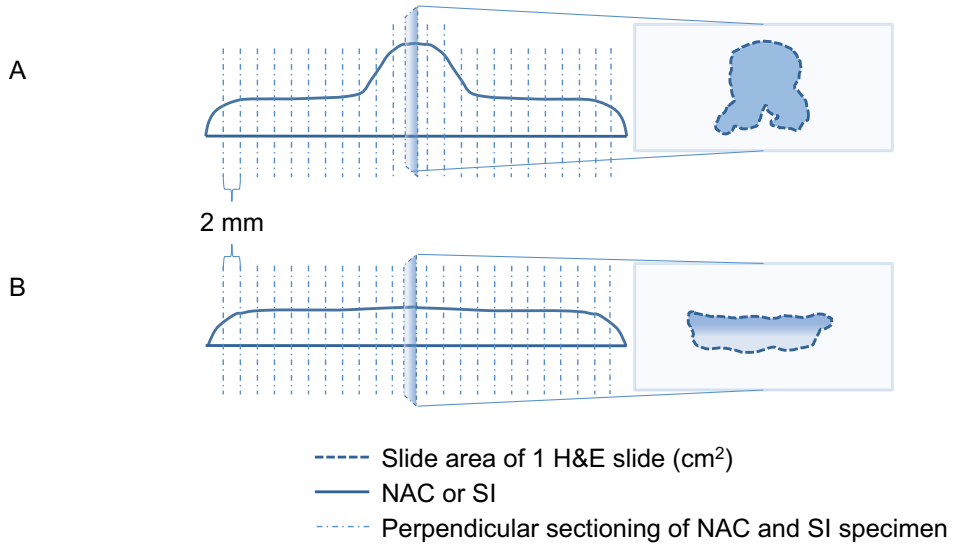 A
2 mm
B
Slide area of 1 H&E slide (cm²)
NAC or SI
Perpendicular sectioning of NAC and SI specimen